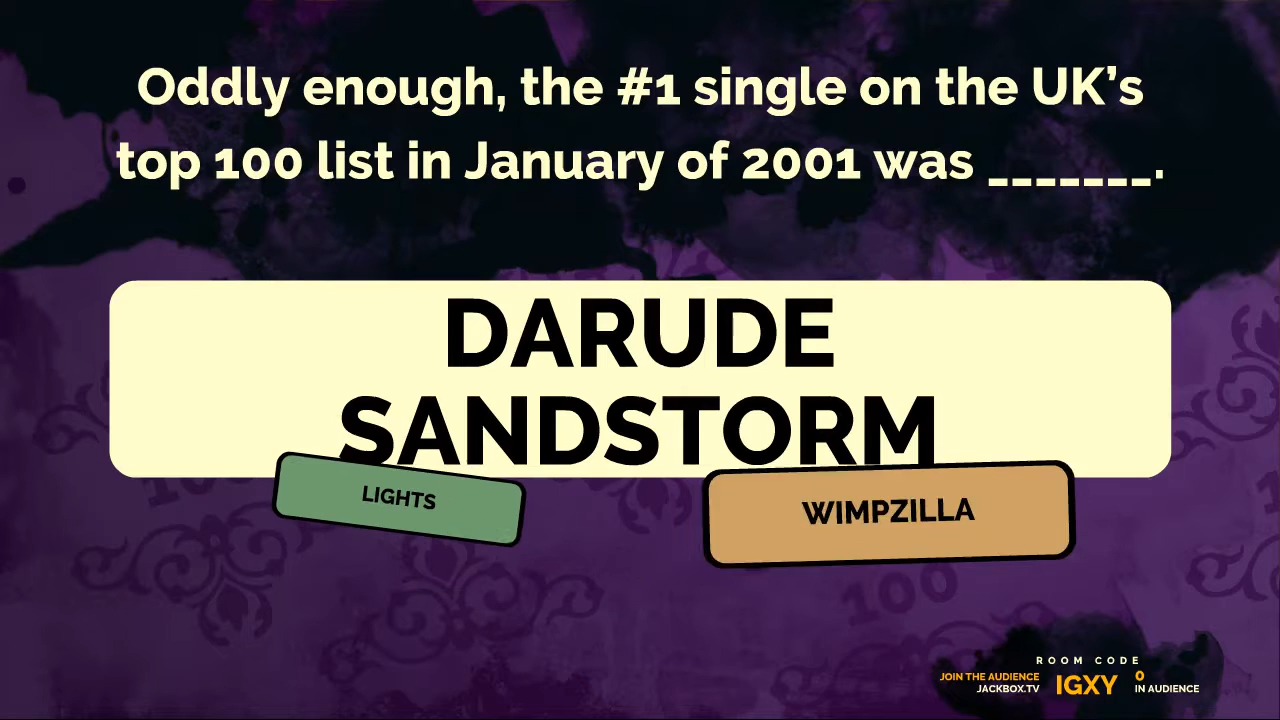 Oddly enough, the #1 single on the UK’s
top 100 list in January of 2001 was _______.
DARUDE
SANDSTORM
LIGHTS
WIMPZILLA
100
ROOM CODE
JOIN THE AUDIENCE
JACKBOX.TV
IGXY
0
IN AUDIENCE